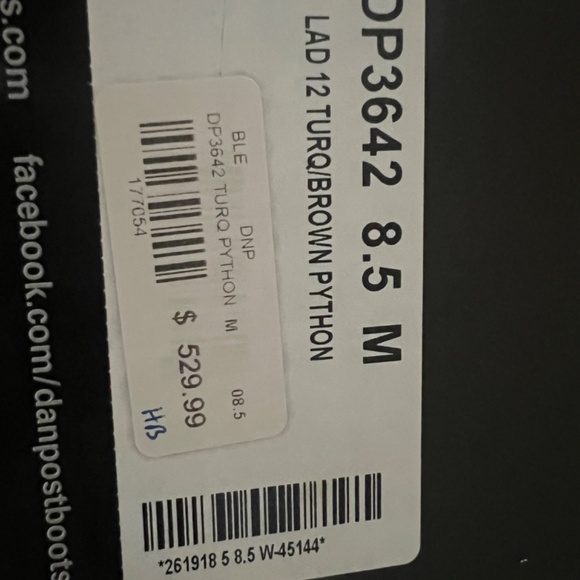 DP3642 8.5 M
LAD 12 TURQ/BROWN PYTHON
BLE DNP
DP3642 TURQ PYTHON M 08.5
177054
$ 529.99
HB
*261918 5 8.5 W-45144*
s.com facebook.com/danpostboots